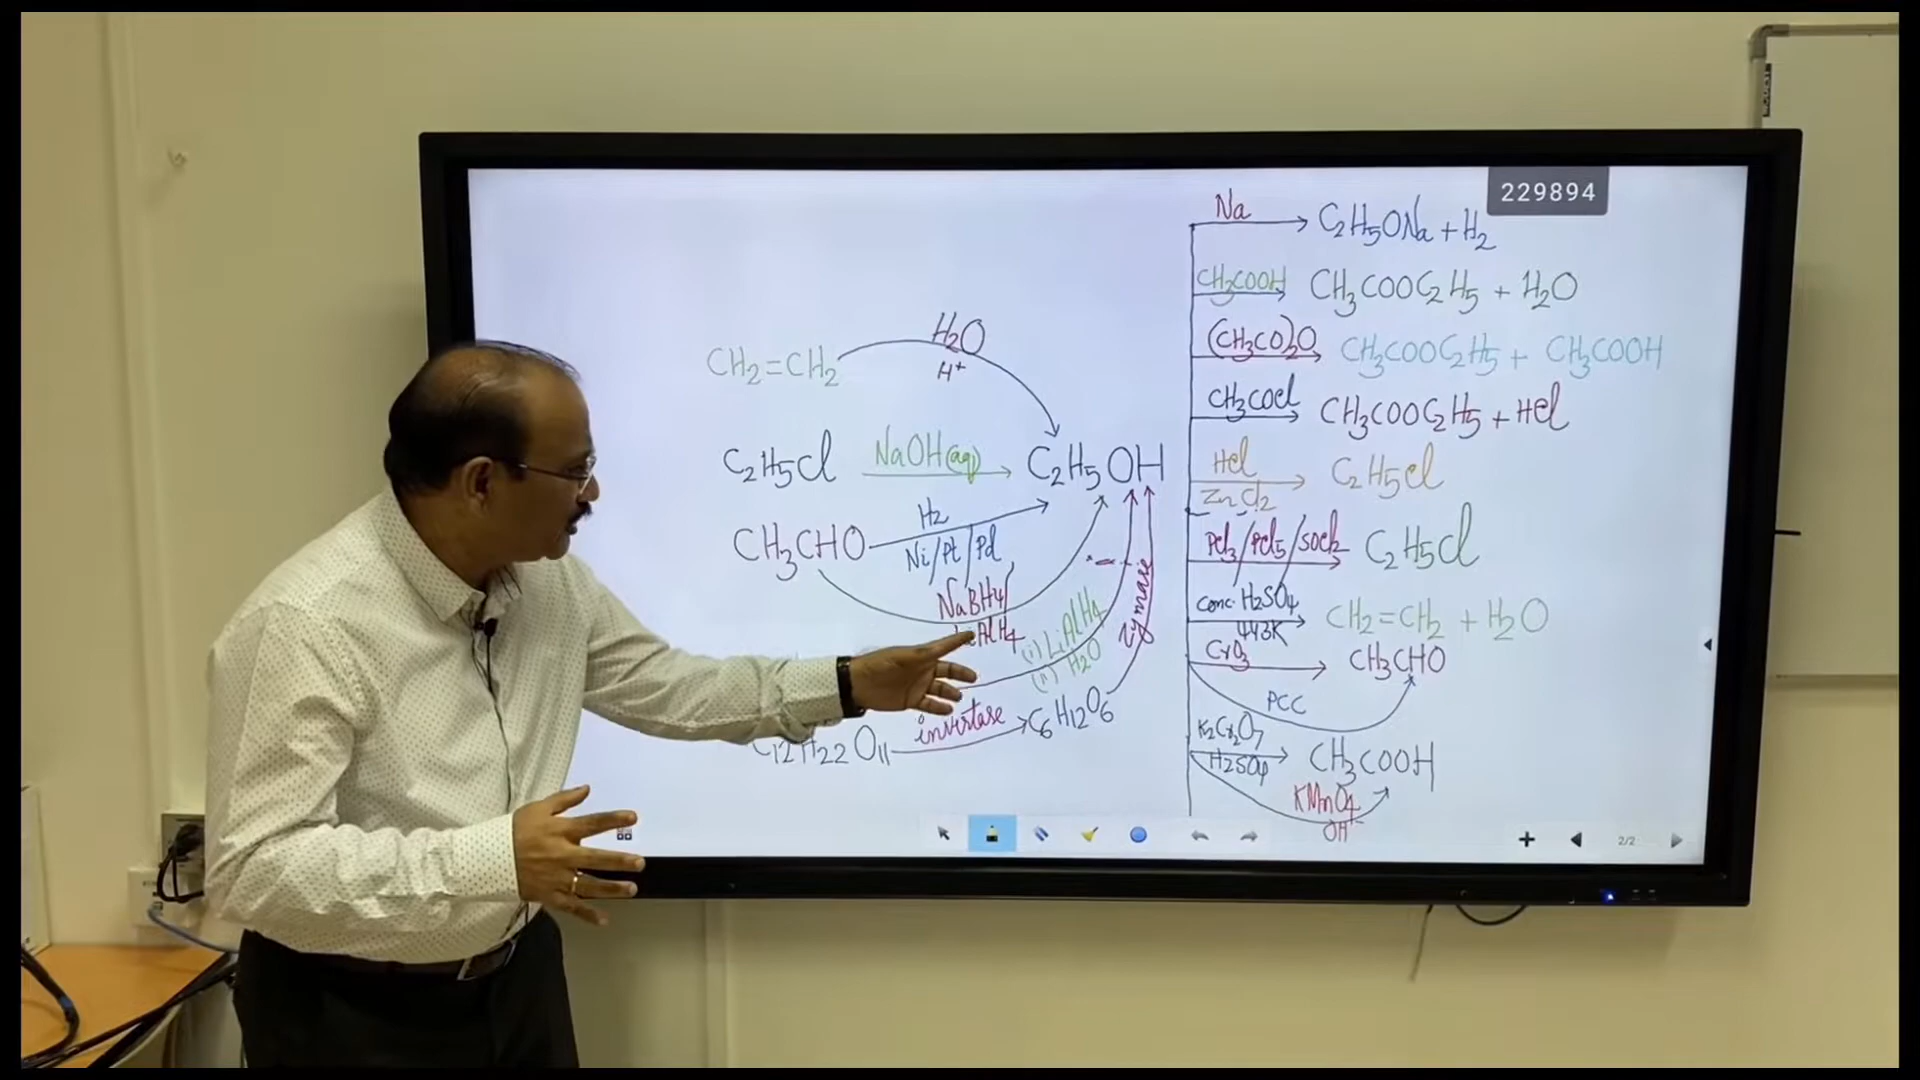 229894
CH2=CH2
H2O
H+
C2H5Cl
NaOH(aq)
C2H5OH
CH3CHO
H2
Ni/Pt/Pd
NaBH4/
LiAlH4
(i) LiAlH4
(ii) H2O
Zymase
C12H22O11
invertase
C6H12O6
Na
C2H5ONa + H2
CH3COOH
CH3COOC2H5 + H2O
(CH3CO)2O
CH3COOC2H5 + CH3COOH
CH3COCl
CH3COOC2H5 + HCl
HCl
ZnCl2
C2H5Cl
PCl3/PCl5/SOCl2
C2H5Cl
Conc. H2SO4
443K
CH2=CH2 + H2O
CrO3
CH3CHO
PCC
K2Cr2O7
H2SO4
CH3COOH
KMnO4
OH-
2/2